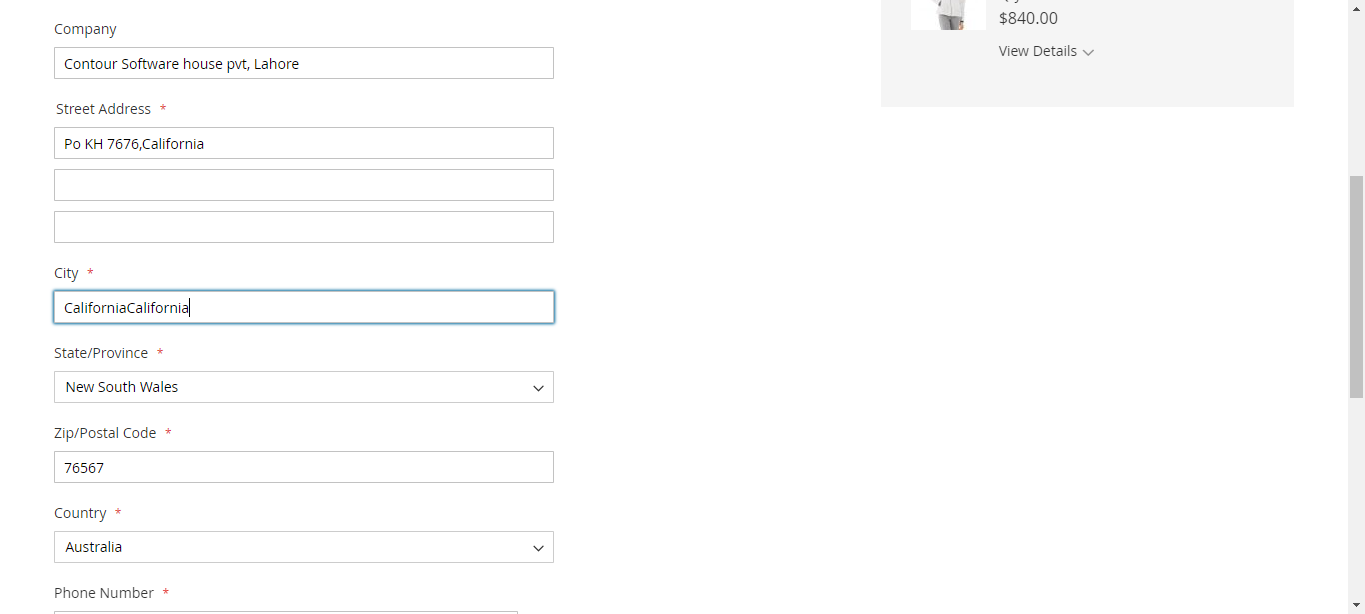 Company
Contour Software house pvt, Lahore
Street Address *
Po KH 7676,California
City *
CaliforniaCalifornia
State/Province *
New South Wales
Zip/Postal Code *
76567
Country *
Australia
Phone Number *
$840.00
View Details